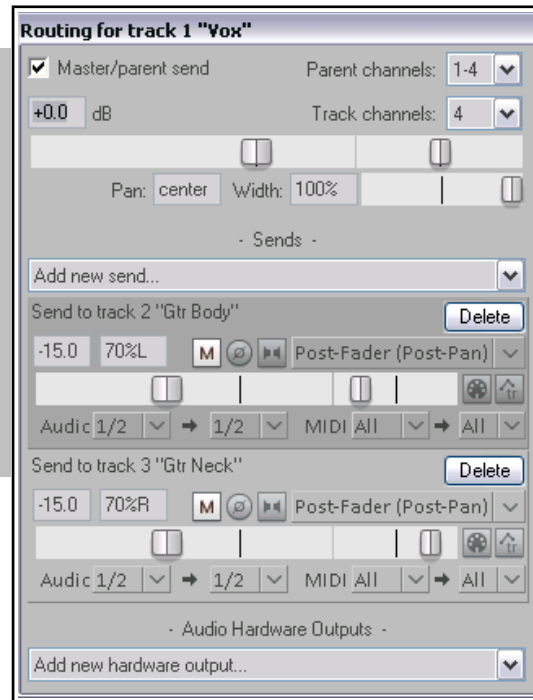 Routing for track 1 "Vox"
Master/parent send Parent channels: 1-4
+0.0 dB Track channels: 4
Pan: center Width: 100%
- Sends -
Add new send...
Send to track 2 "Gtr Body" Delete
-15.0 70%L M Post-Fader (Post-Pan)
tr
Audic 1/2 1/2 MIDI All All
Send to track 3 "Gtr Neck" Delete
-15.0 70%R M Post-Fader (Post-Pan)
tr
Audic 1/2 1/2 MIDI All All
- Audio Hardware Outputs -
Add new hardware output...